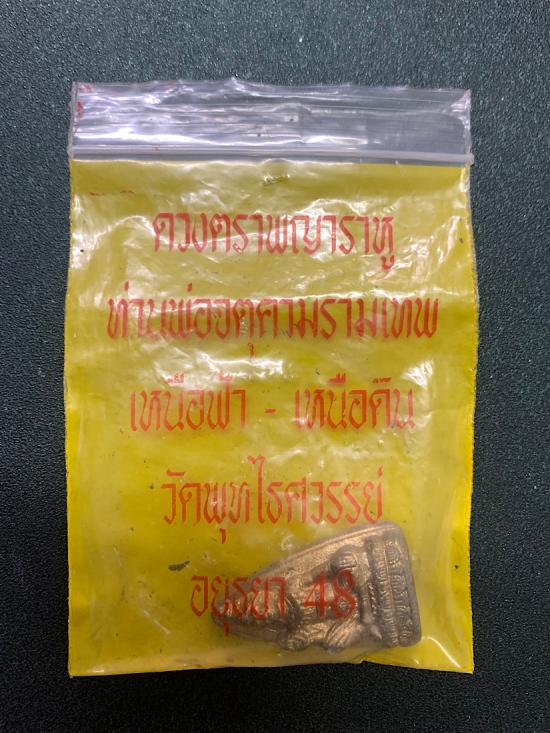 ดวงตราพญาราหู
ท่านพ่อจตุคามรามเทพ
เหนือฟ้า - เหนือดิน
วัดพุทไธศวรรย์
อยุธยา 48